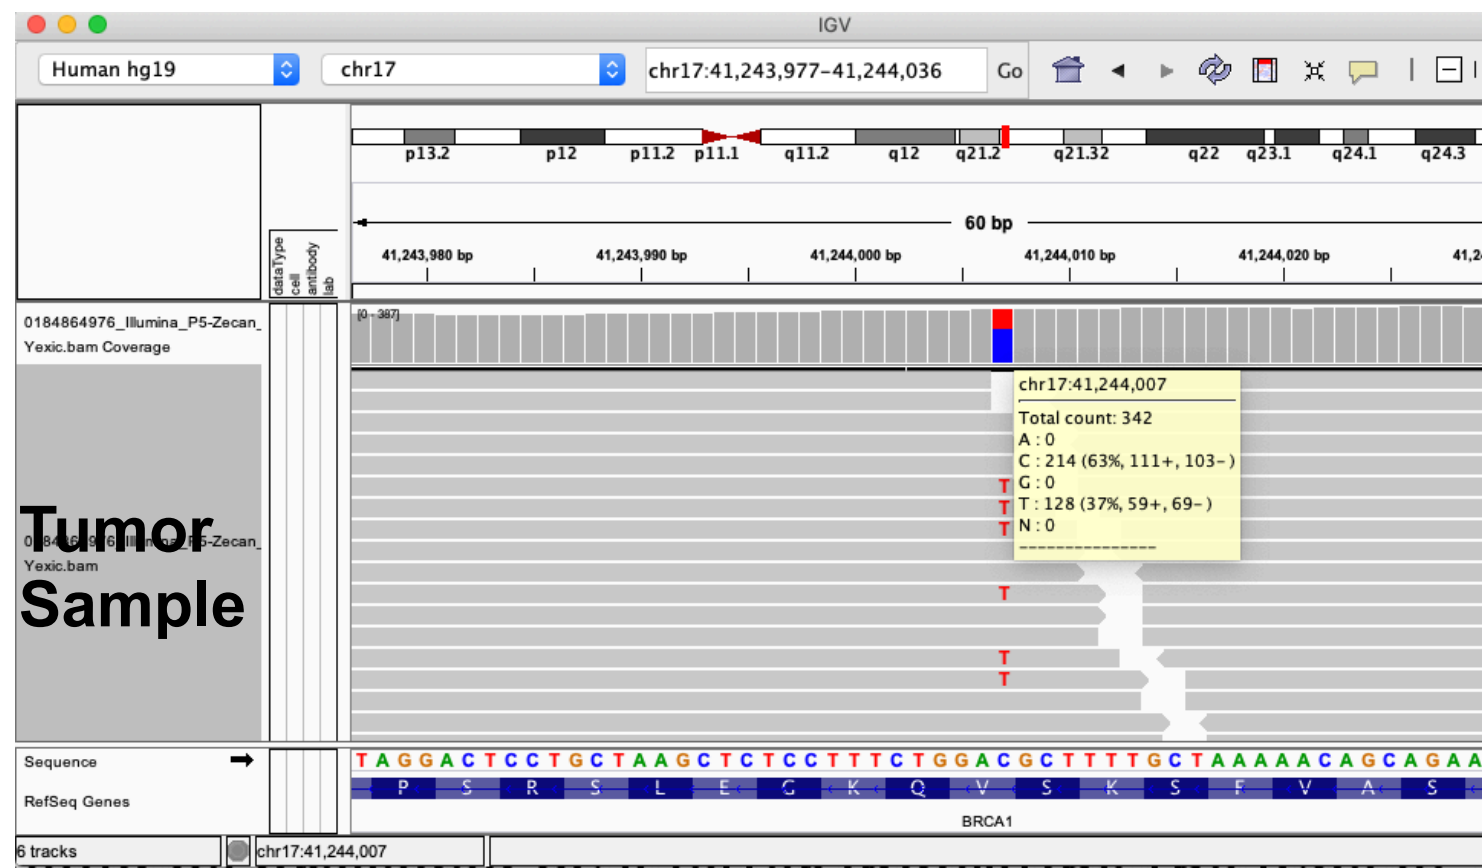 IGV
Human hg19 chr17 chr17:41,243,977-41,244,036 Go
p13.2 p12 p11.2 p11.1 q11.2 q12 q21.2 q21.32 q22 q23.1 q24.1 q24.3
60 bp
dataType
cell
antibody
lab
41,243,980 bp 41,243,990 bp 41,244,000 bp 41,244,010 bp 41,244,020 bp 41,2
0184864976_Illumina_P5-Zecan_
Yexic.bam Coverage
[0 - 387]
chr17:41,244,007
Total count: 342
A : 0
C : 214 (63%, 111+, 103- )
G : 0
T : 128 (37%, 59+, 69- )
N : 0
---------------
T
T
T
T
T
T
Tumor
Sample
0184864976_Illumina_P5-Zecan_
Yexic.bam
Sequence T A G G A C T C C T G C T A A G C T C T C C T T T C T G G A C G C T T T T G C T A A A A A C A G C A G A A
RefSeq Genes P S R S L E G K Q V S K S F V A S
BRCA1
6 tracks chr17:41,244,007